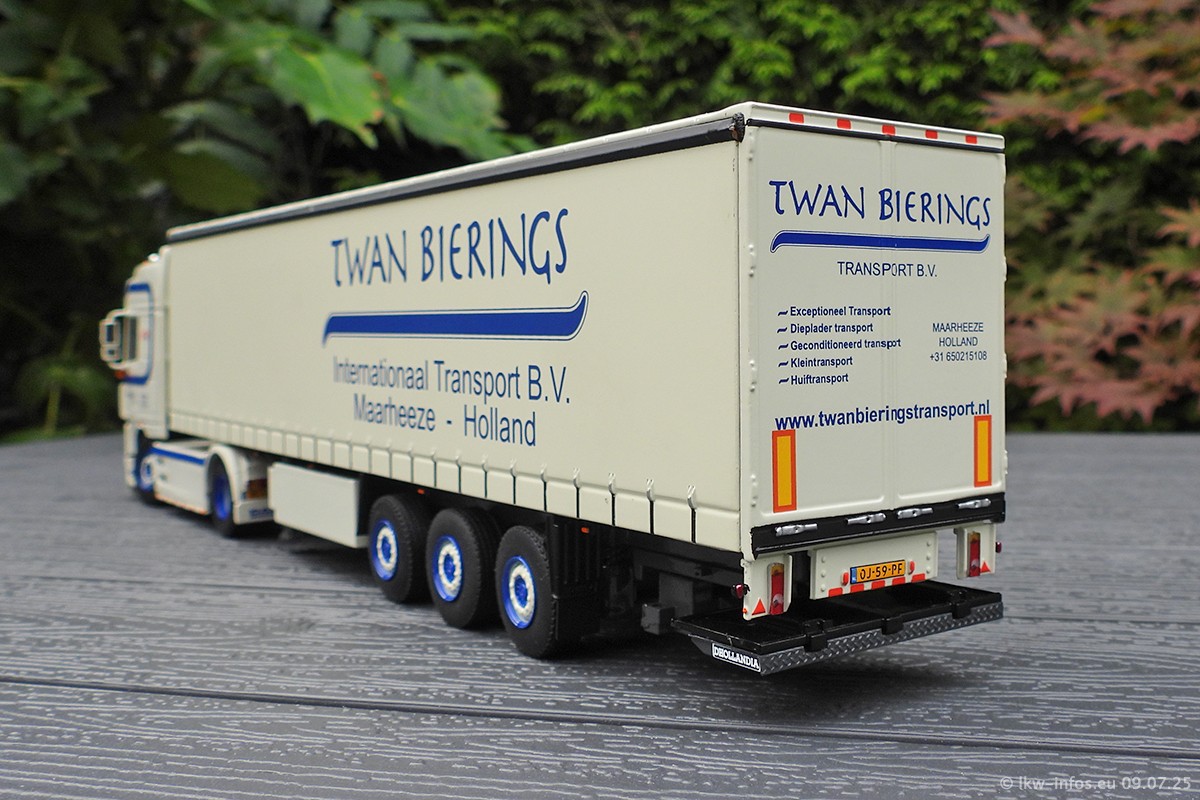 TWAN BIERINGS
Internationaal Transport B.V.
Maarheeze - Holland
TWAN BIERINGS
TRANSPORT B.V.
~ Exceptioneel Transport
~ Dieplader transport
~ Geconditioneerd transport
~ Kleintransport
~ Huiftransport
MAARHEEZE
HOLLAND
+31 650215108
www.twanbieringstransport.nl
OJ-59-PF
DHOLLANDIA
© lkw-infos.eu 09.07.25